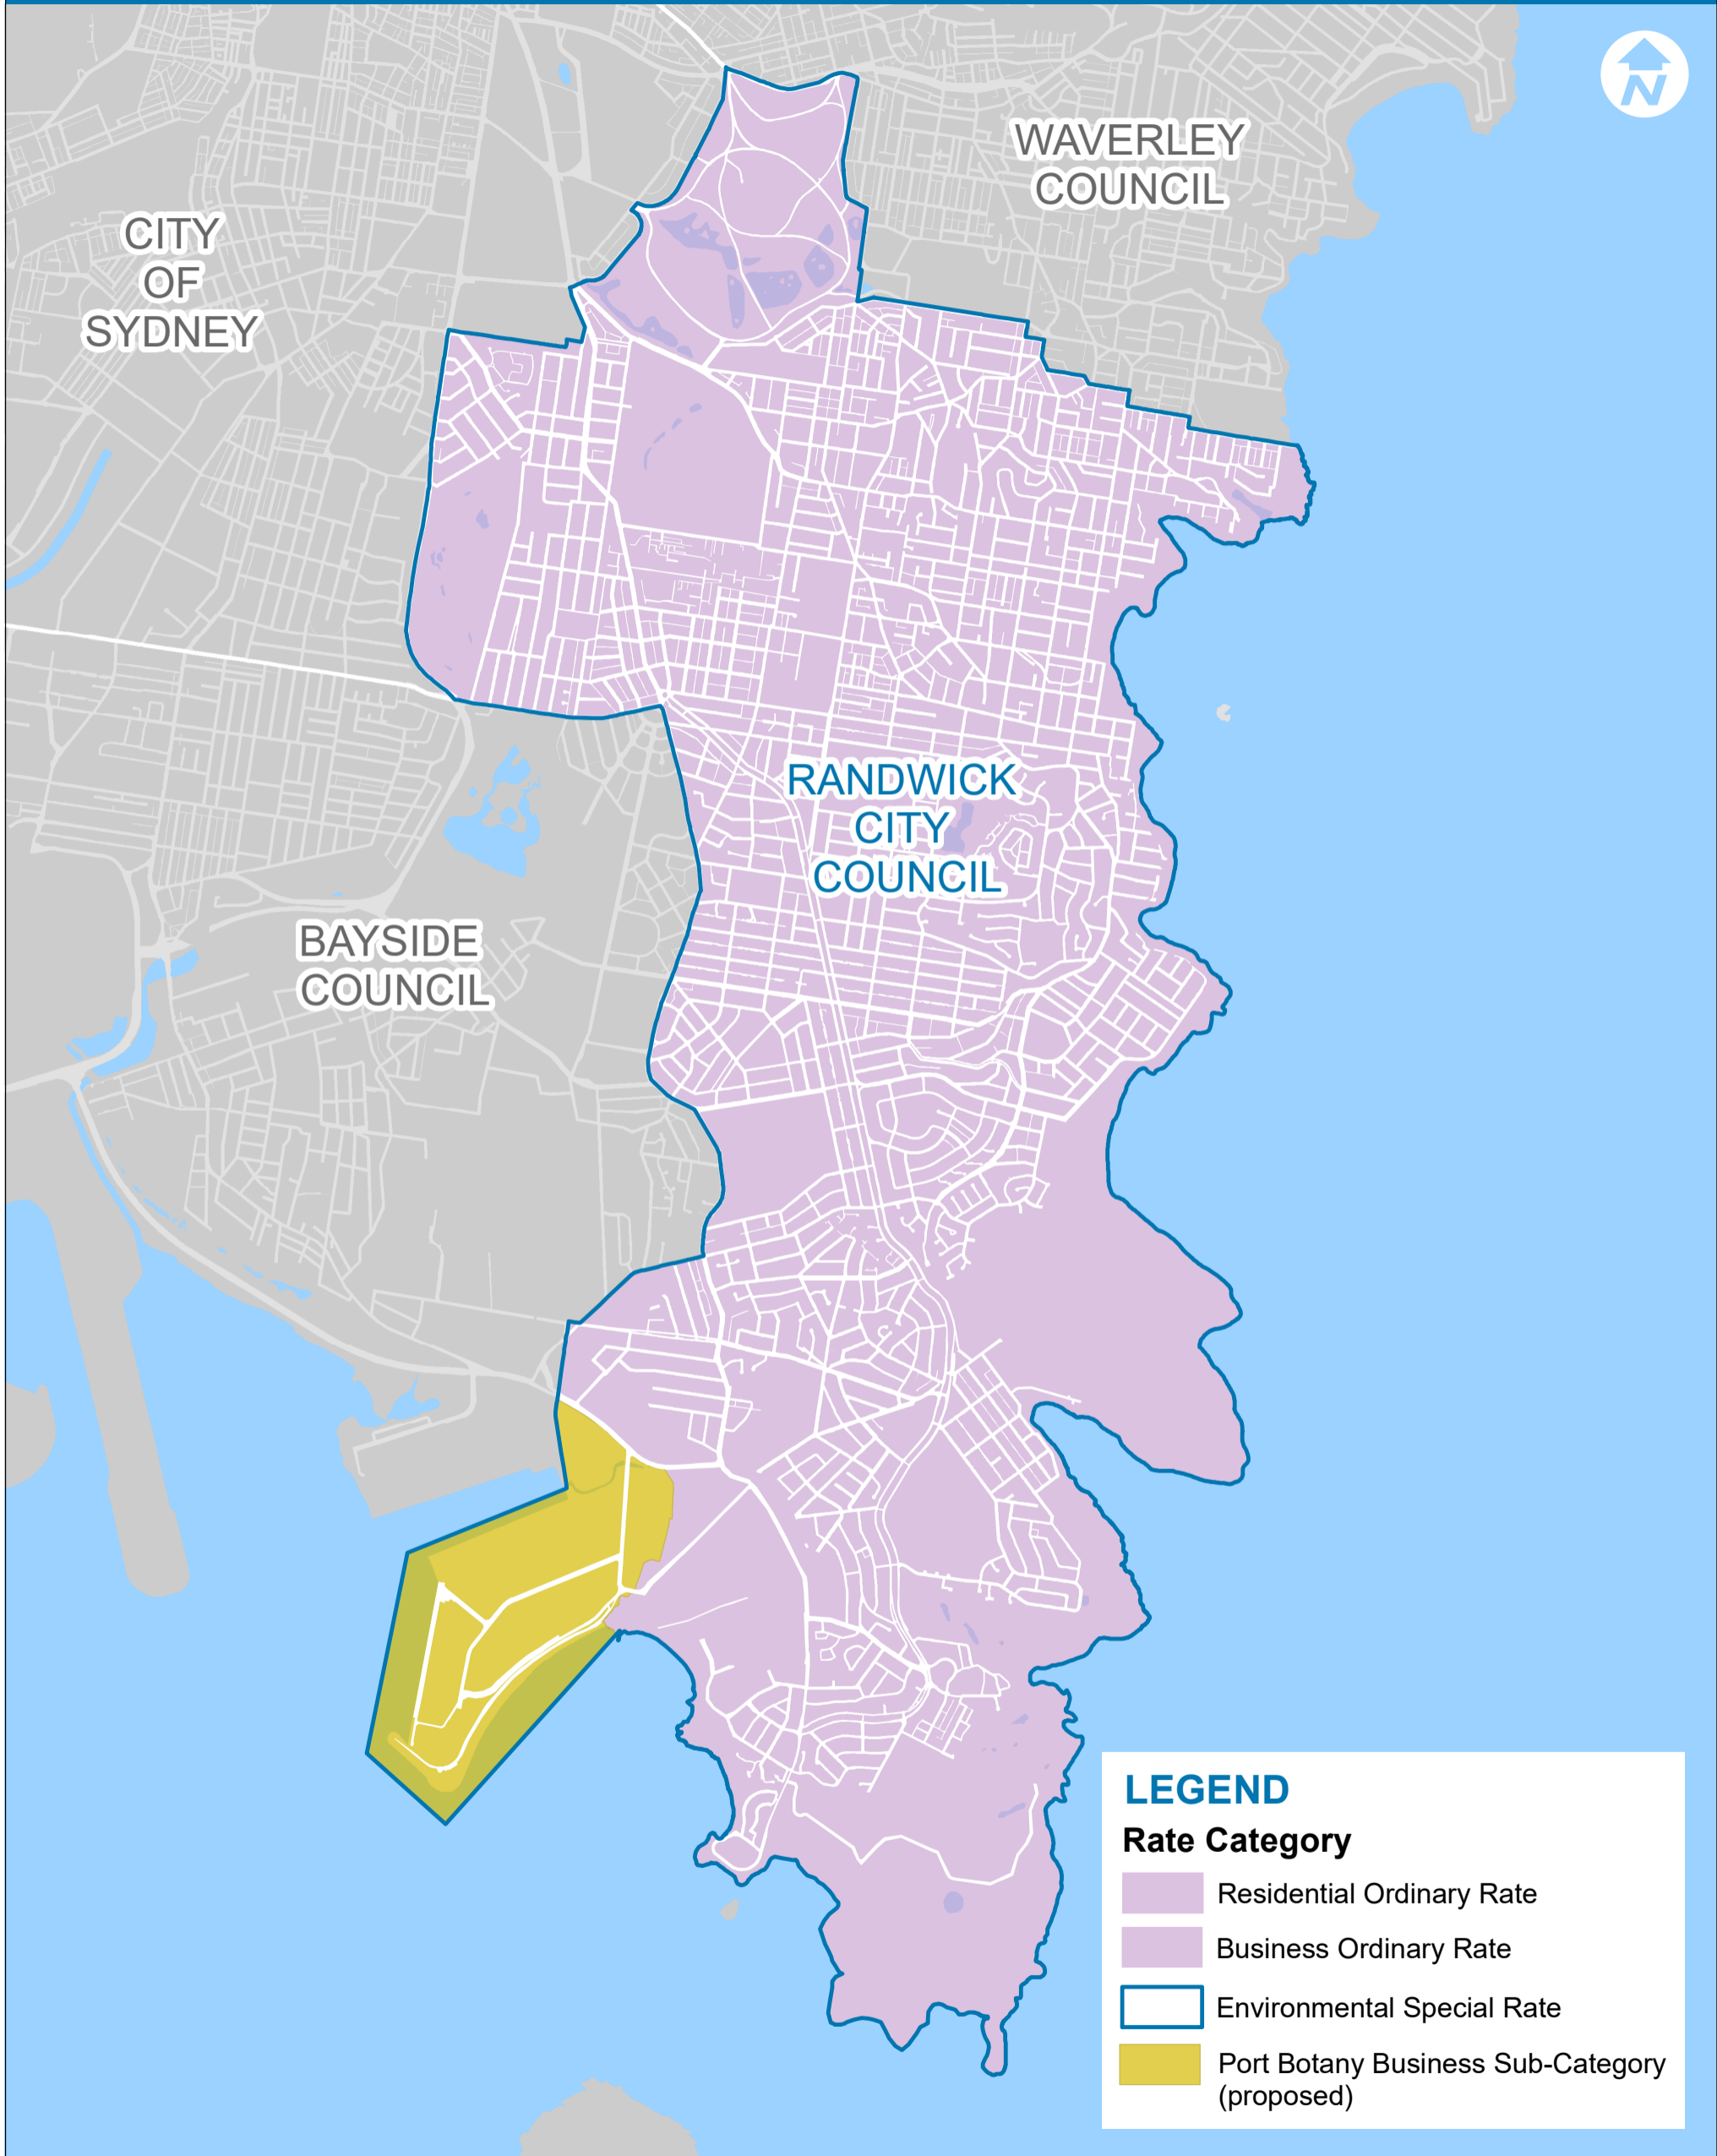 N
WAVERLEY
COUNCIL
CITY
OF
SYDNEY
RANDWICK
CITY
COUNCIL
BAYSIDE
COUNCIL
LEGEND
Rate Category
Residential Ordinary Rate
Business Ordinary Rate
Environmental Special Rate
Port Botany Business Sub-Category
(proposed)